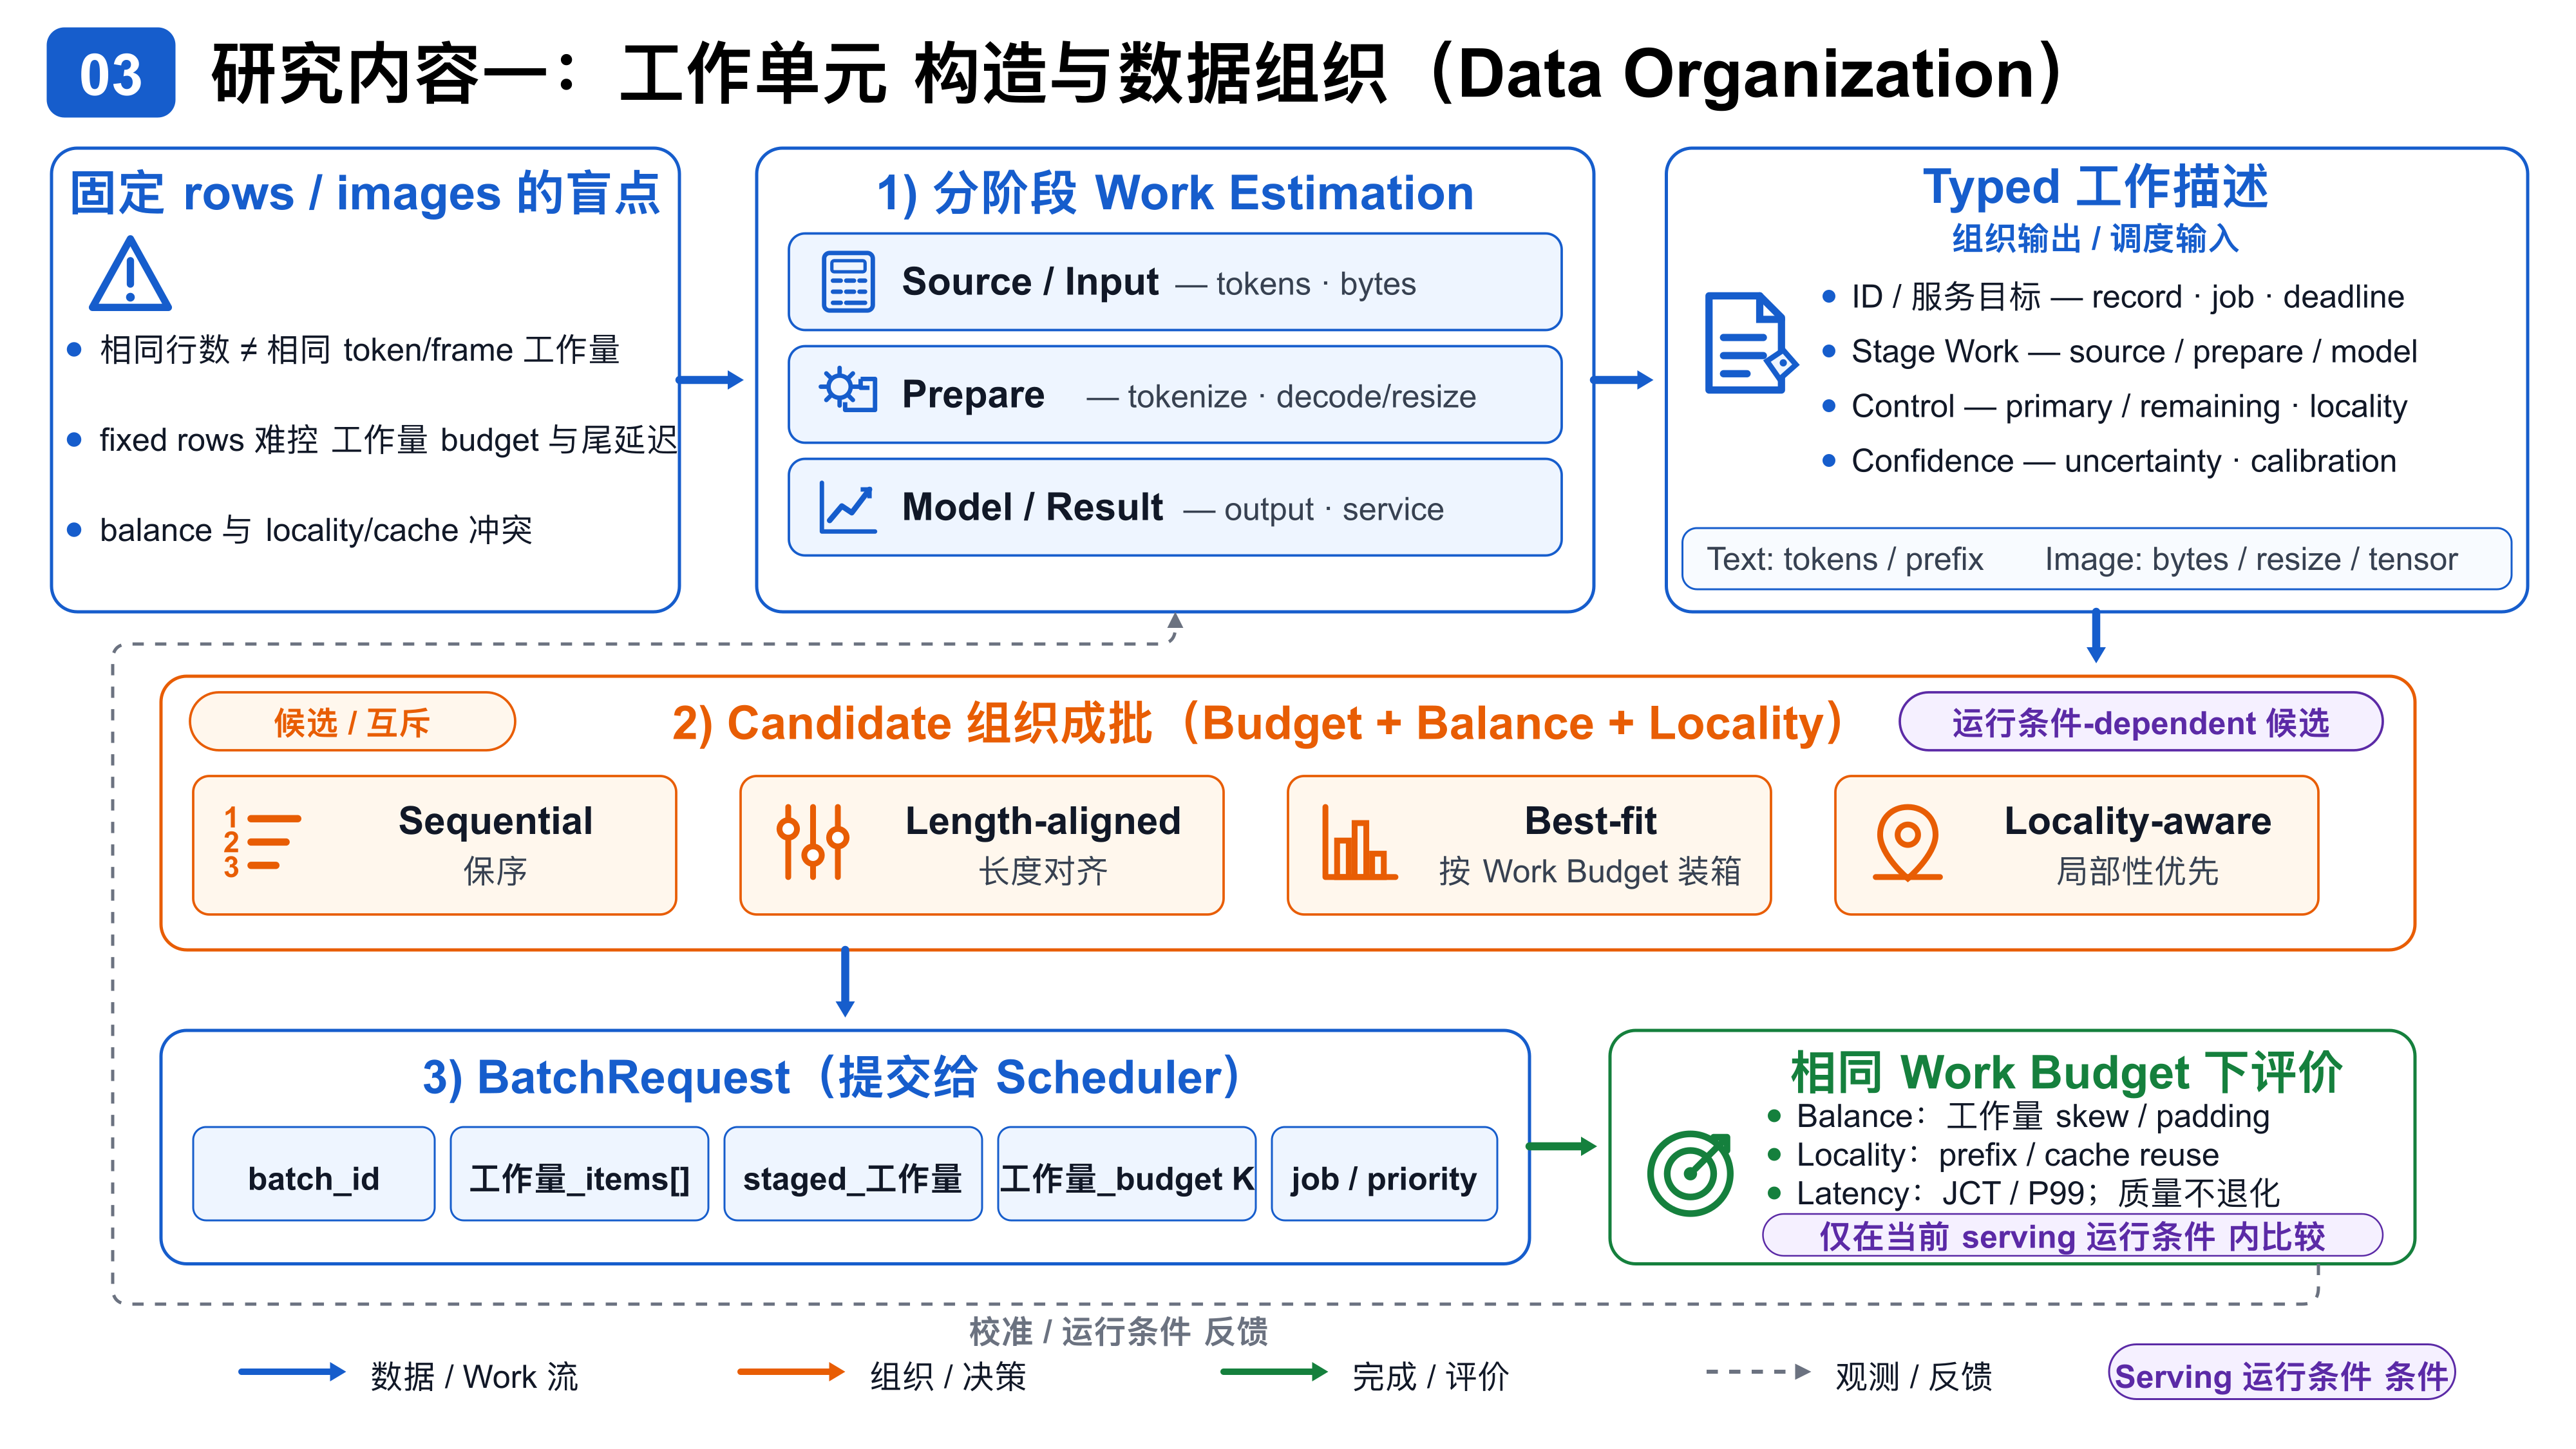 03 研究内容一：工作单元 构造与数据组织（Data Organization）
固定 rows / images 的盲点
相同行数 ≠ 相同 token/frame 工作量
fixed rows 难控 工作量 budget 与尾延迟
balance 与 locality/cache 冲突
1) 分阶段 Work Estimation
Source / Input — tokens · bytes
Prepare — tokenize · decode/resize
Model / Result — output · service
Typed 工作描述
组织输出 / 调度输入
ID / 服务目标 — record · job · deadline
Stage Work — source / prepare / model
Control — primary / remaining · locality
Confidence — uncertainty · calibration
Text: tokens / prefix Image: bytes / resize / tensor
候选 / 互斥
2) Candidate 组织成批（Budget + Balance + Locality）
运行条件-dependent 候选
1
2
3
Sequential
保序
Length-aligned
长度对齐
Best-fit
按 Work Budget 装箱
Locality-aware
局部性优先
3) BatchRequest（提交给 Scheduler）
batch_id
工作量_items[]
staged_工作量
工作量_budget K
job / priority
相同 Work Budget 下评价
Balance：工作量 skew / padding
Locality：prefix / cache reuse
Latency：JCT / P99；质量不退化
仅在当前 serving 运行条件 内比较
校准 / 运行条件 反馈
数据 / Work 流
组织 / 决策
完成 / 评价
观测 / 反馈
Serving 运行条件 条件